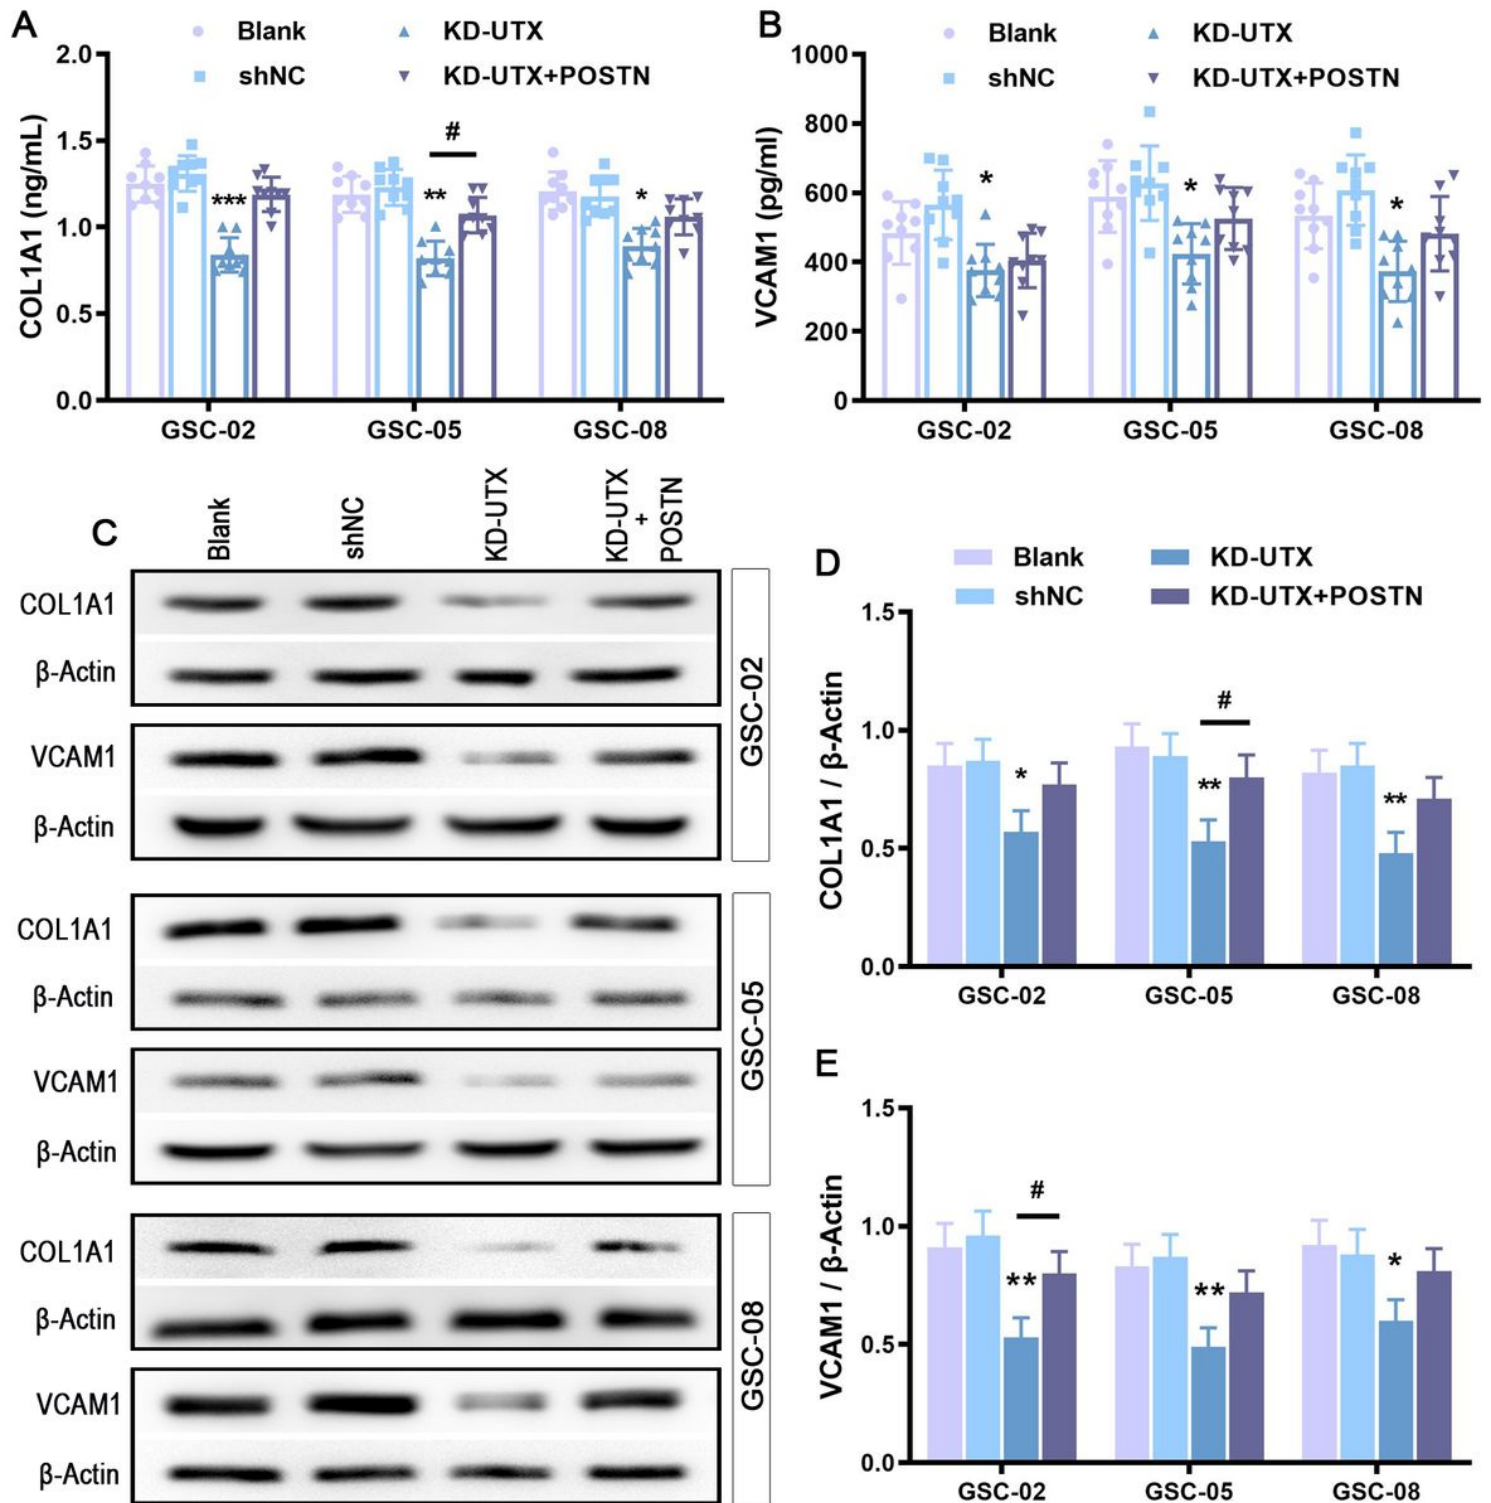 A
Blank
KD-UTX
shNC
KD-UTX+POSTN
COL1A1 (ng/mL)
2.0
1.5
1.0
0.5
0.0
***
**
#
*
GSC-02
GSC-05
GSC-08
B
Blank
KD-UTX
shNC
KD-UTX+POSTN
VCAM1 (pg/ml)
1000
800
600
400
200
0
*
*
*
GSC-02
GSC-05
GSC-08
C
Blank
shNC
KD-UTX
KD-UTX
+
POSTN
COL1A1
β-Actin
VCAM1
β-Actin
GSC-02
COL1A1
β-Actin
VCAM1
β-Actin
GSC-05
COL1A1
β-Actin
VCAM1
β-Actin
GSC-08
D
Blank
KD-UTX
shNC
KD-UTX+POSTN
COL1A1 / β-Actin
1.5
1.0
0.5
0.0
*
**
#
**
GSC-02
GSC-05
GSC-08
E
VCAM1 / β-Actin
1.5
1.0
0.5
0.0
**
#
**
*
GSC-02
GSC-05
GSC-08